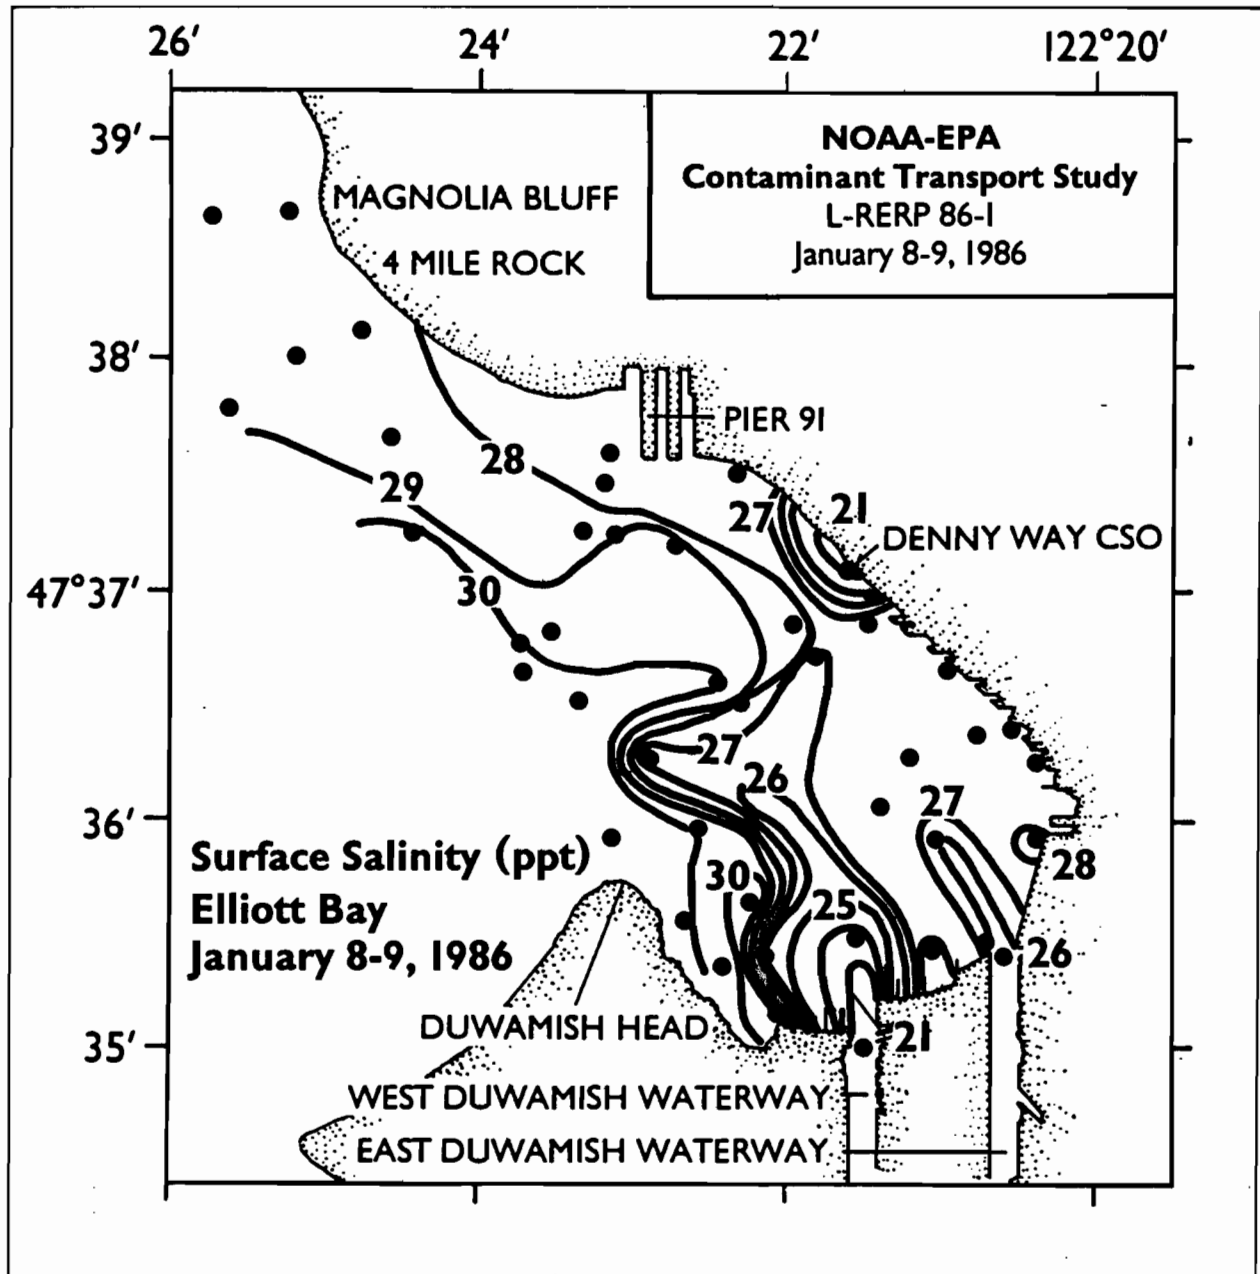 26' 24' 22' 122°20'
39'
NOAA-EPA
Contaminant Transport Study
L-RERP 86-1
January 8-9, 1986
MAGNOLIA BLUFF
4 MILE ROCK
38'
PIER 91
28
29
27
21
DENNY WAY CSO
47°37'
30
27
26
27
36'
Surface Salinity (ppt)
Elliott Bay
January 8-9, 1986
30
25
28
26
DUWAMISH HEAD
21
35'
WEST DUWAMISH WATERWAY
EAST DUWAMISH WATERWAY